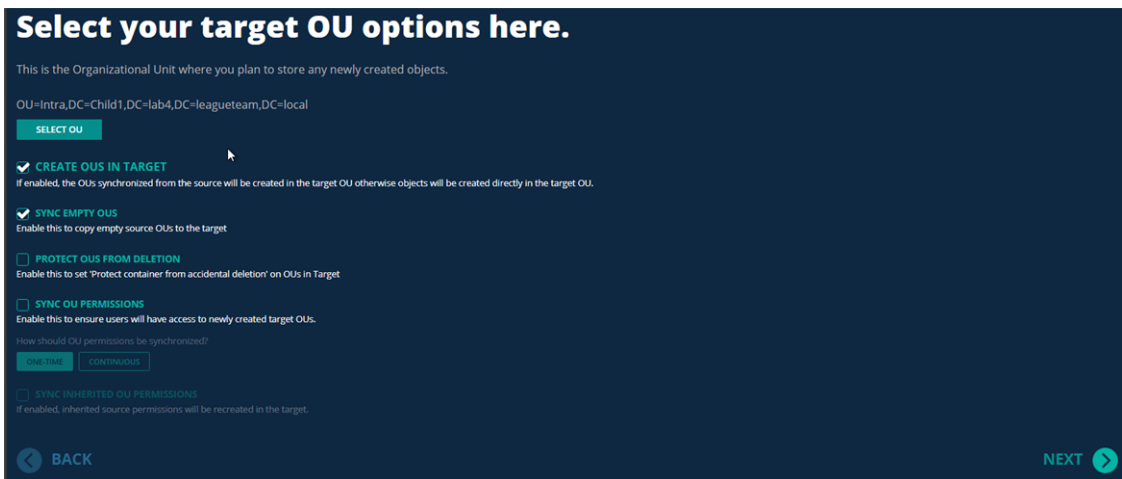 Select your target OU options here.
This is the Organizational Unit where you plan to store any newly created objects.
OU=Intra,DC=Child1,DC=lab4,DC=leagueteam,DC=local
SELECT OU
CREATE OUS IN TARGET
If enabled, the OUs synchronized from the source will be created in the target OU otherwise objects will be created directly in the target OU.
SYNC EMPTY OUS
Enable this to copy empty source OUs to the target
PROTECT OUS FROM DELETION
Enable this to set 'Protect container from accidental deletion' on OUs in Target
SYNC OU PERMISSIONS
Enable this to ensure users will have access to newly created target OUs.
How should OU permissions be synchronized?
ONE-TIME CONTINUOUS
SYNC INHERITED OU PERMISSIONS
If enabled, inherited source permissions will be recreated in the target.
BACK NEXT